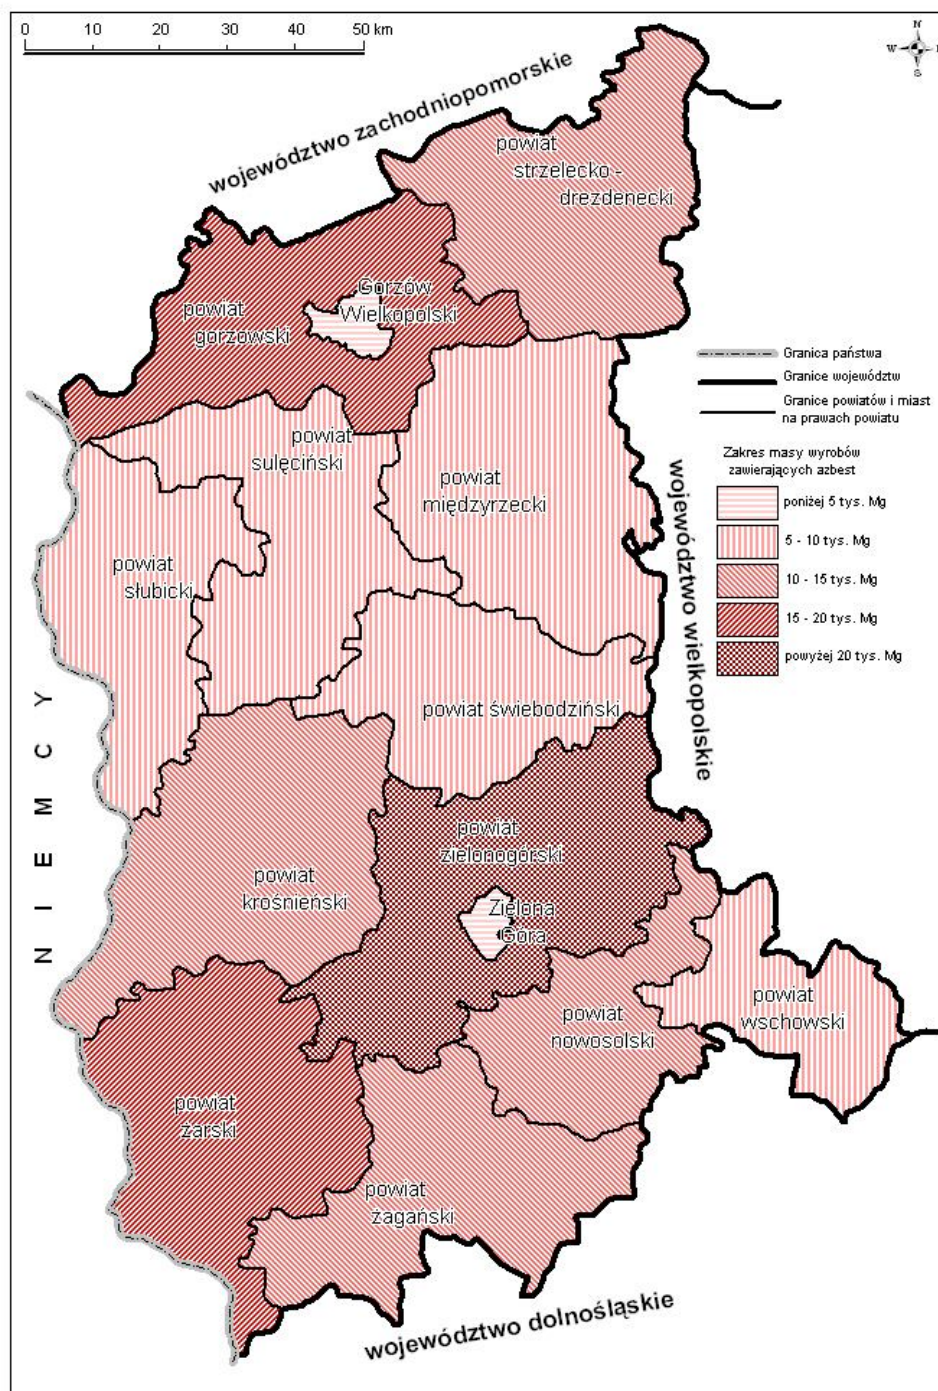 0 10 20 30 40 50 km
N
W
S
województwo zachodniopomorskie
powiat
strzelecko -
drezdenecki
Gorzów
Wielkopolski
powiat
gorzowski
Granica państwa
Granice województw
Granice powiatów i miast
na prawach powiatu
Zakres masy wyrobów
zawierających azbest
poniżej 5 tys. Mg
5 - 10 tys. Mg
10 - 15 tys. Mg
15 - 20 tys. Mg
powyżej 20 tys. Mg
powiat
sulęciński
powiat
międzyrzecki
województwo wielkopolskie
powiat
słubicki
powiat świebodziński
NIEMCY
powiat
zielonogórski
powiat
krośnieński
Zielona
Góra
powiat
wschowski
powiat
nowosolski
powiat
żarski
powiat
żagański
województwo dolnośląskie